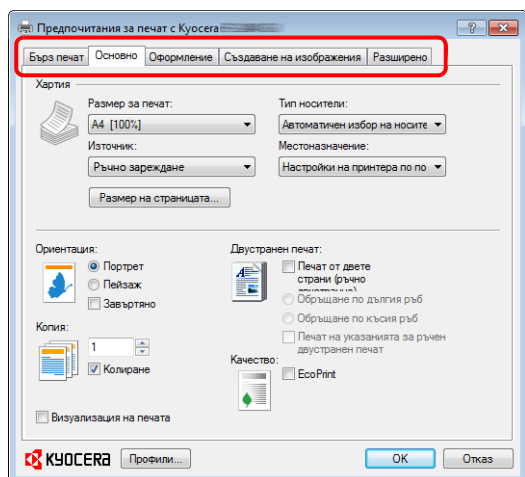 Предпочитания за печат с Kyocera
Бърз печат Основно Оформление Създаване на изображения Разширено
Хартия
Размер за печат: Тип носители:
A4 [100%] Автоматичен избор на носите
Източник: Местоназначение:
Ръчно зареждане Настройки на принтера по по
Размер на страницата...
Ориентация: Двустранен печат:
Портрет Печат от двете
Пейзаж страни (ръчно
Завъртяно
Обръщане по дългия ръб
Обръщане по късия ръб
Копия:
1 Печат на указанията за ръчен
двустранен печат
Качество:
Колиране EcoPrint
Визуализация на печата
KYOCERA Профили... OK Отказ